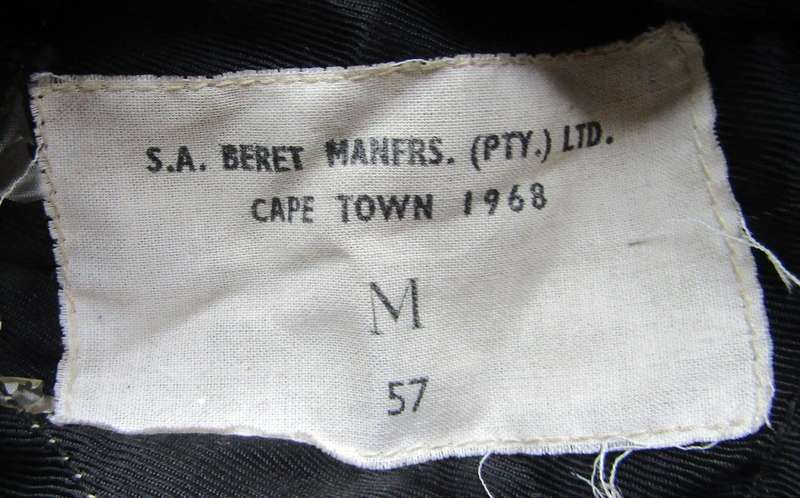 S.A. BERET MANFRS. (PTY.) LTD.
CAPE TOWN 1968
M
57